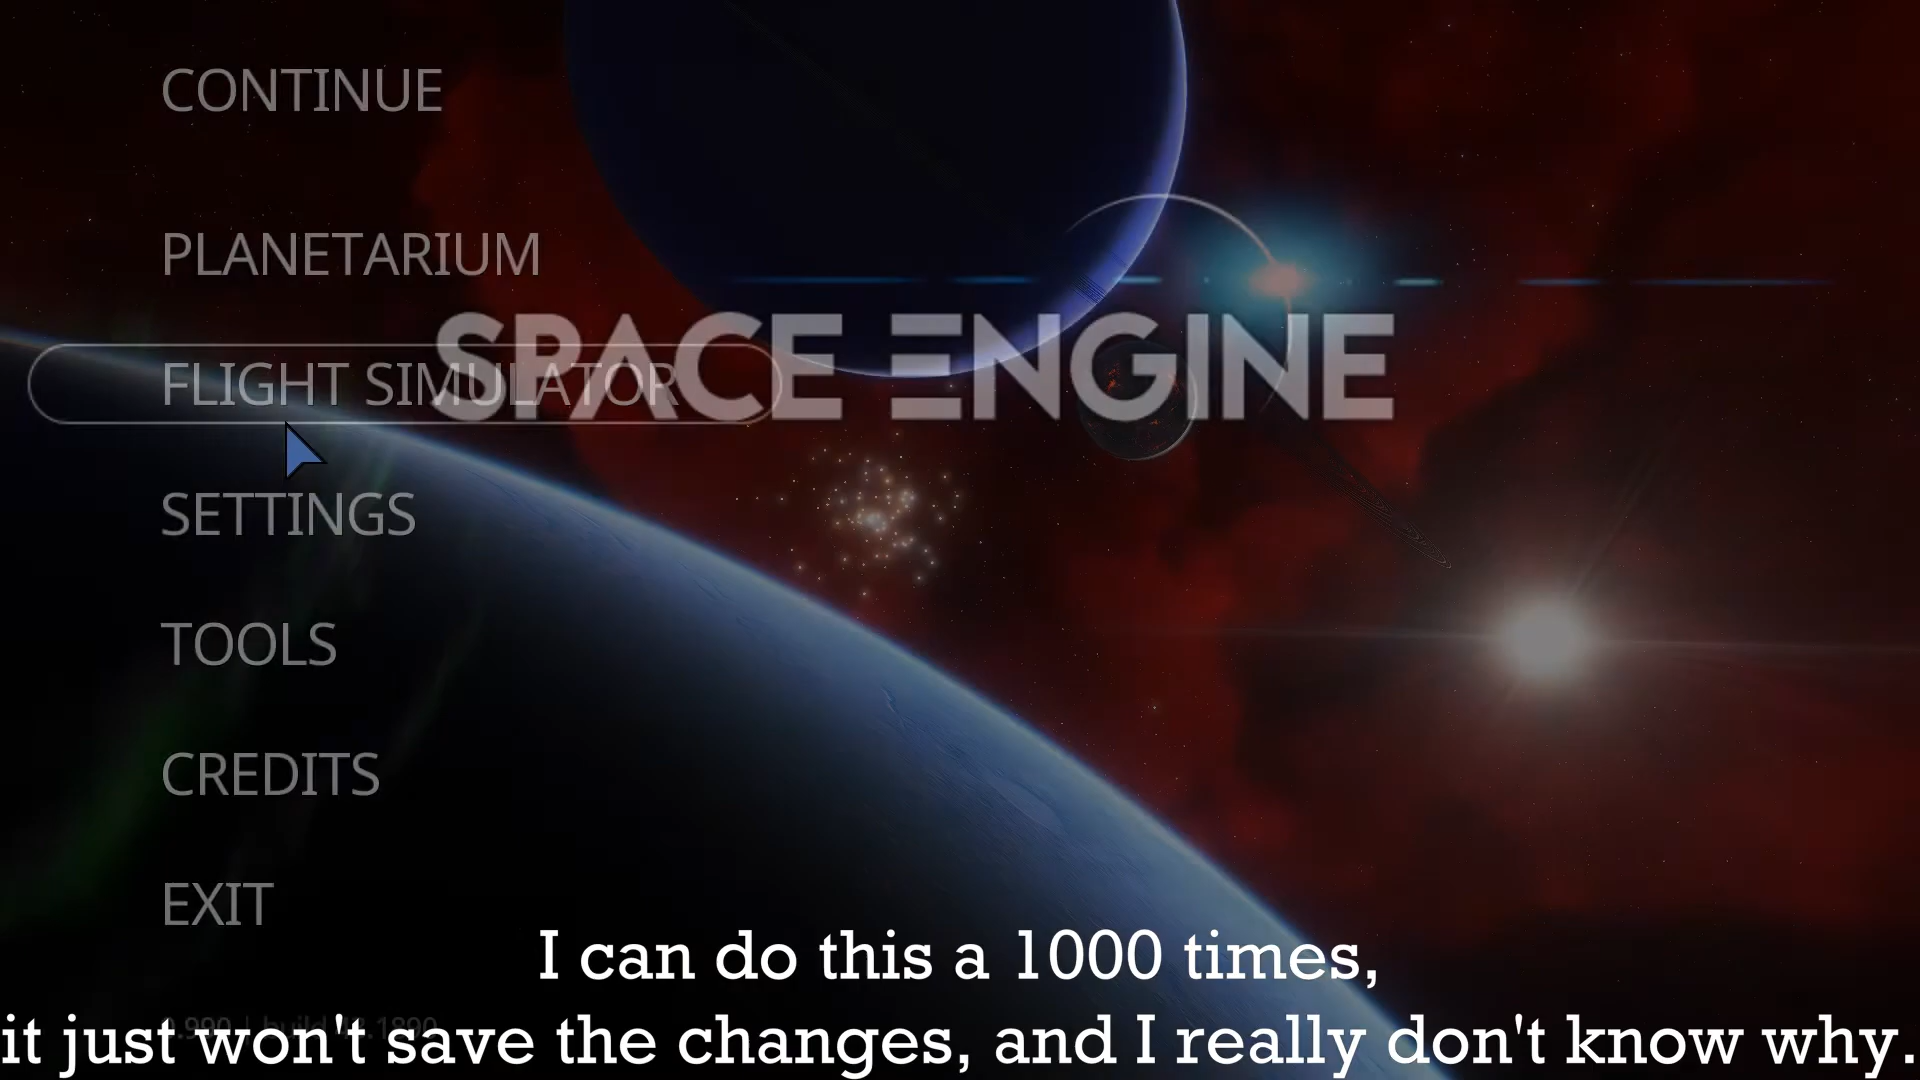 CONTINUE
PLANETARIUM
SPACE ENGINE
FLIGHT SIMULATOR
SETTINGS
TOOLS
CREDITS
EXIT
I can do this a 1000 times,
it just won't save the changes, and I really don't know why.